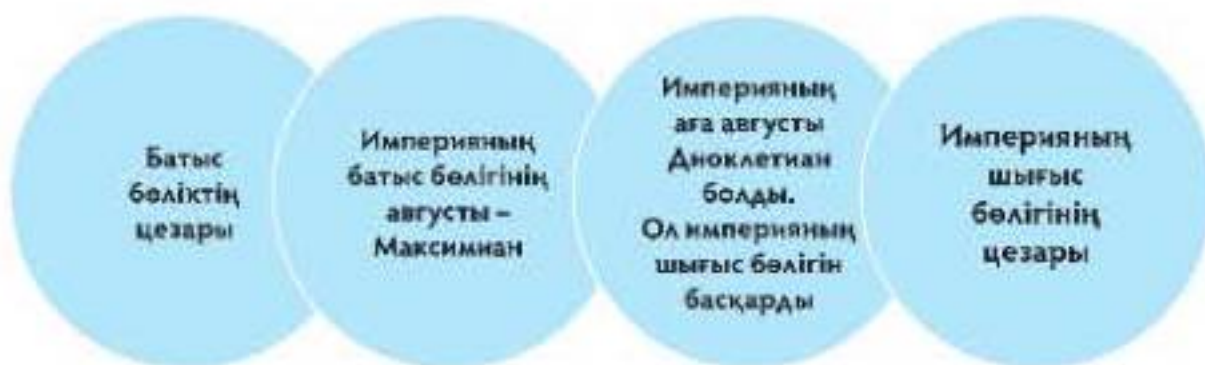 Батыс
бөліктің
цезары
Империяның
батыс бөлігінің
августы –
Максимиан
Империяның
аға августы
Диоклетиан
болды.
Ол империяның
шығыс бөлігін
басқарды
Империяның
шығыс
бөлігінің
цезары